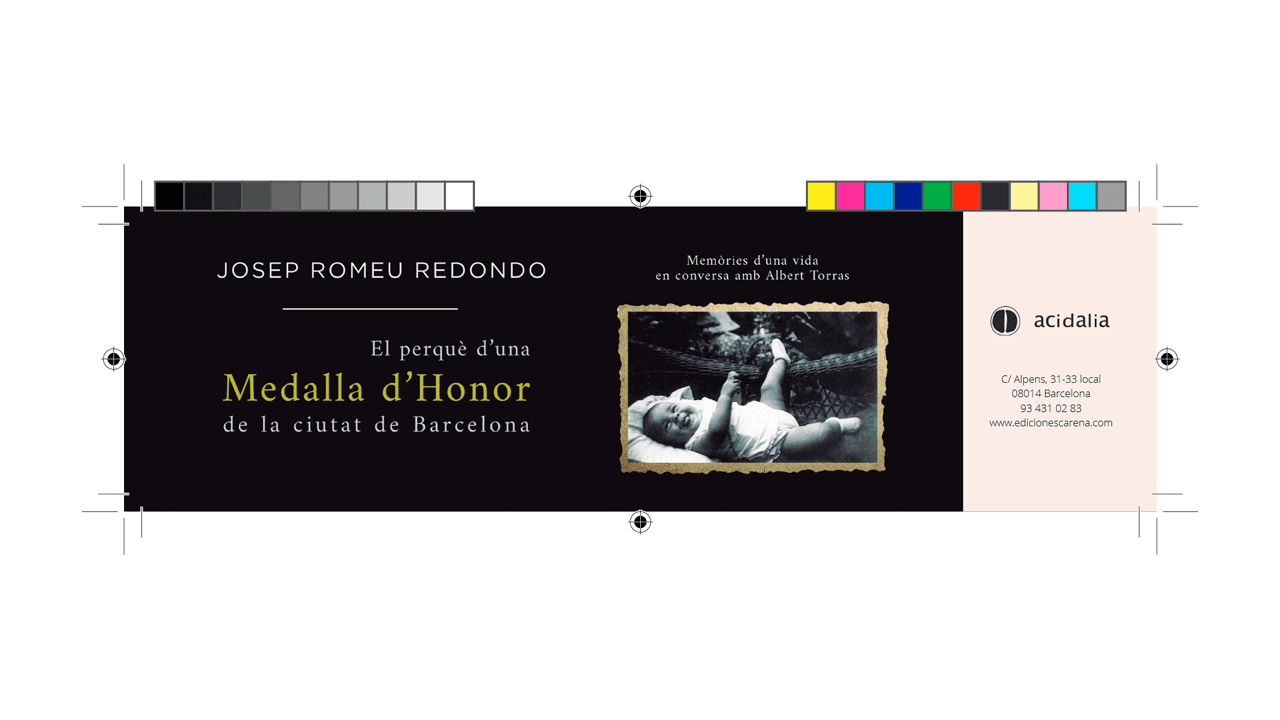 JOSEP ROMEU REDONDO
El perquè d’una
Medalla d’Honor
de la ciutat de Barcelona
Memòries d’una vida
en conversa amb Albert Torras
acidalia
C/ Alpens, 31-33 local
08014 Barcelona
93 431 02 83
www.edicionescarena.com